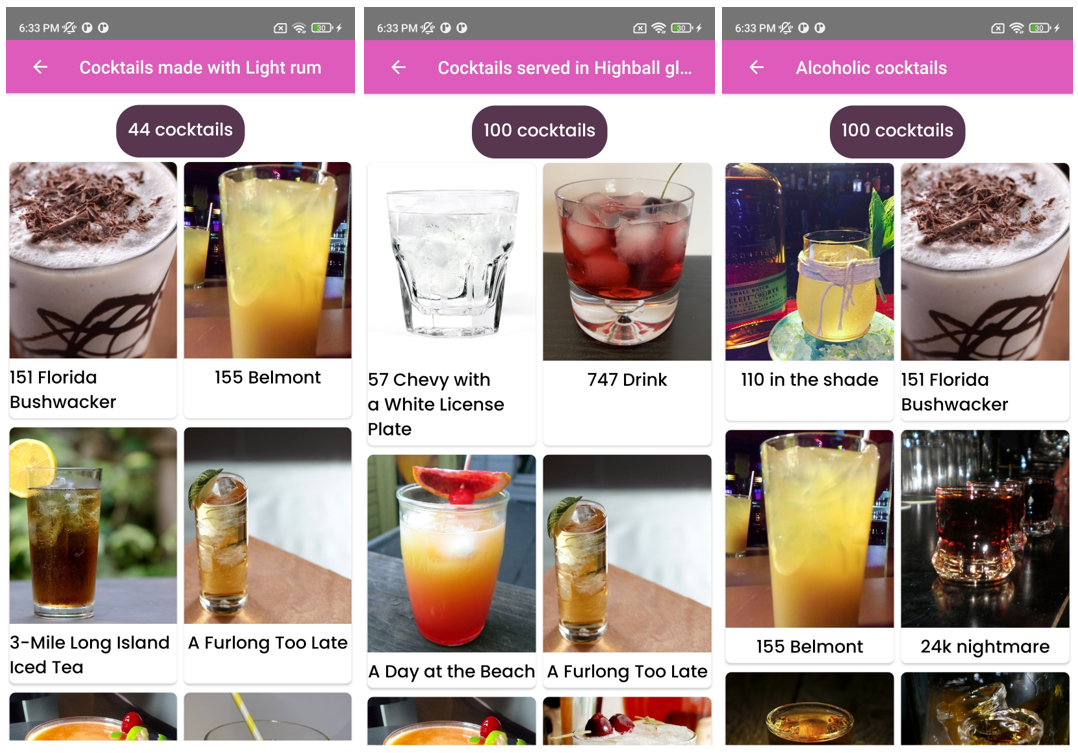 6:33 PM
30
Cocktails made with Light rum
44 cocktails
151 Florida
Bushwacker
155 Belmont
3-Mile Long Island
Iced Tea
A Furlong Too Late
6:33 PM
30
Cocktails served in Highball gl...
100 cocktails
57 Chevy with
a White License
Plate
747 Drink
A Day at the Beach
A Furlong Too Late
6:33 PM
30
Alcoholic cocktails
100 cocktails
110 in the shade
151 Florida
Bushwacker
155 Belmont
24k nightmare